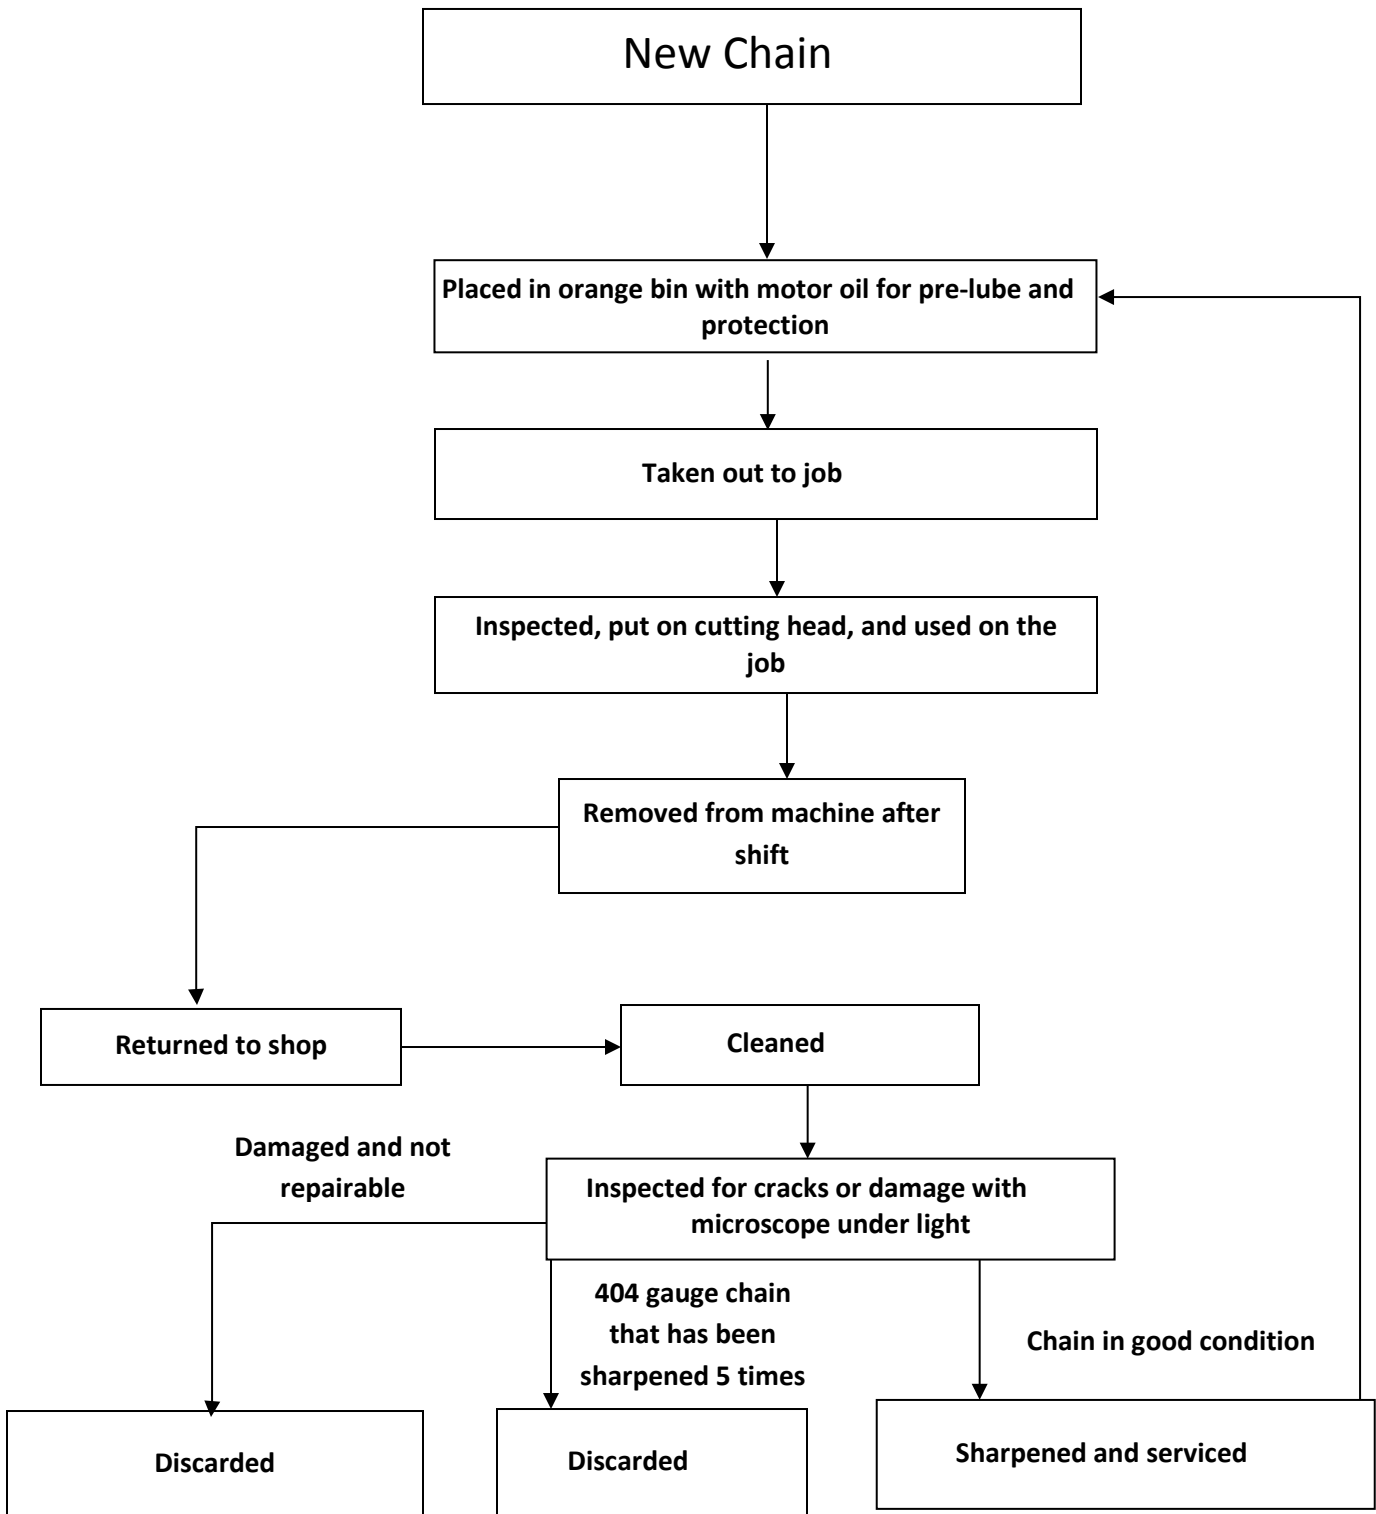 New Chain
Placed in orange bin with motor oil for pre-lube and
protection
Taken out to job
Inspected, put on cutting head, and used on the
job
Removed from machine after
shift
Returned to shop
Cleaned
Damaged and not
repairable
Inspected for cracks or damage with
microscope under light
404 gauge chain
that has been
sharpened 5 times
Chain in good condition
Discarded
Discarded
Sharpened and serviced